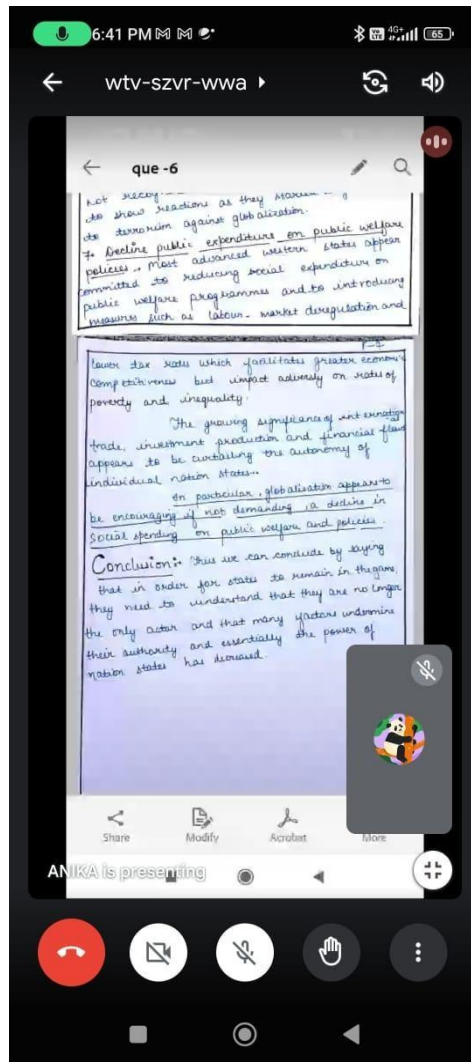 6:41 PM
4G+
65
wtv-szvr-wwa
que -6
not
to show reactions as they started
to terrorism against globalization.
7. Decline public expenditure on public welfare
policies .. Most advanced western states appear
committed to reducing social expenditure on
public welfare programmes and to introducing
measures such as labour - market deregulation and
lower tax rates which facilitates greater economic
competitiveness but impact adversely on rates of
poverty and inequality.
The growing significance of internation
trade, investment production and financial flows
appears to be curtailing the autonomy of
individual nation states..
In particular, globalisation appears to
be encouraging if not demanding, a decline in
social spending on public welfare and policies.
Conclusion :- Thus we can conclude by saying
that in order for states to remain in the game,
they need to understand that they are no longer
the only actor and that many factors undermine
their authority and essentially the power of
nation states has decreased.
Share
Modify
Acrobat
More
ANIKA is presenting